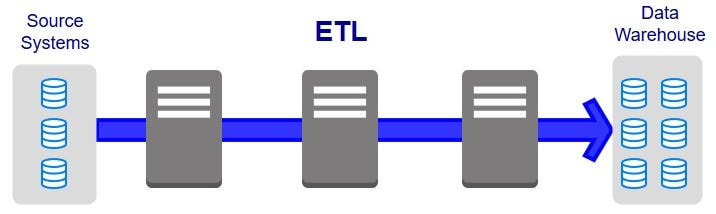 Source
Systems
ETL
Data
Warehouse